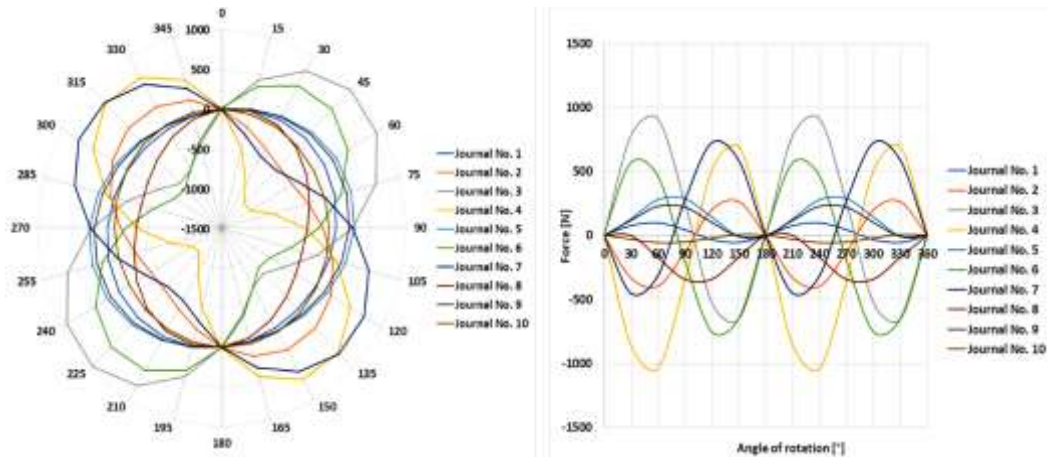 0
15
30
45
60
75
90
105
120
135
150
165
180
195
210
225
240
255
270
285
300
315
330
345
1000
500
0
-500
-1000
-1500
Journal No. 1
Journal No. 2
Journal No. 3
Journal No. 4
Journal No. 5
Journal No. 6
Journal No. 7
Journal No. 8
Journal No. 9
Journal No. 10
1500
1000
500
0
-500
-1000
-1500
Force [N]
0 30 60 90 120 150 180 210 240 270 300 330 360
Angle of rotation [°]
Journal No. 1
Journal No. 2
Journal No. 3
Journal No. 4
Journal No. 5
Journal No. 6
Journal No. 7
Journal No. 8
Journal No. 9
Journal No. 10